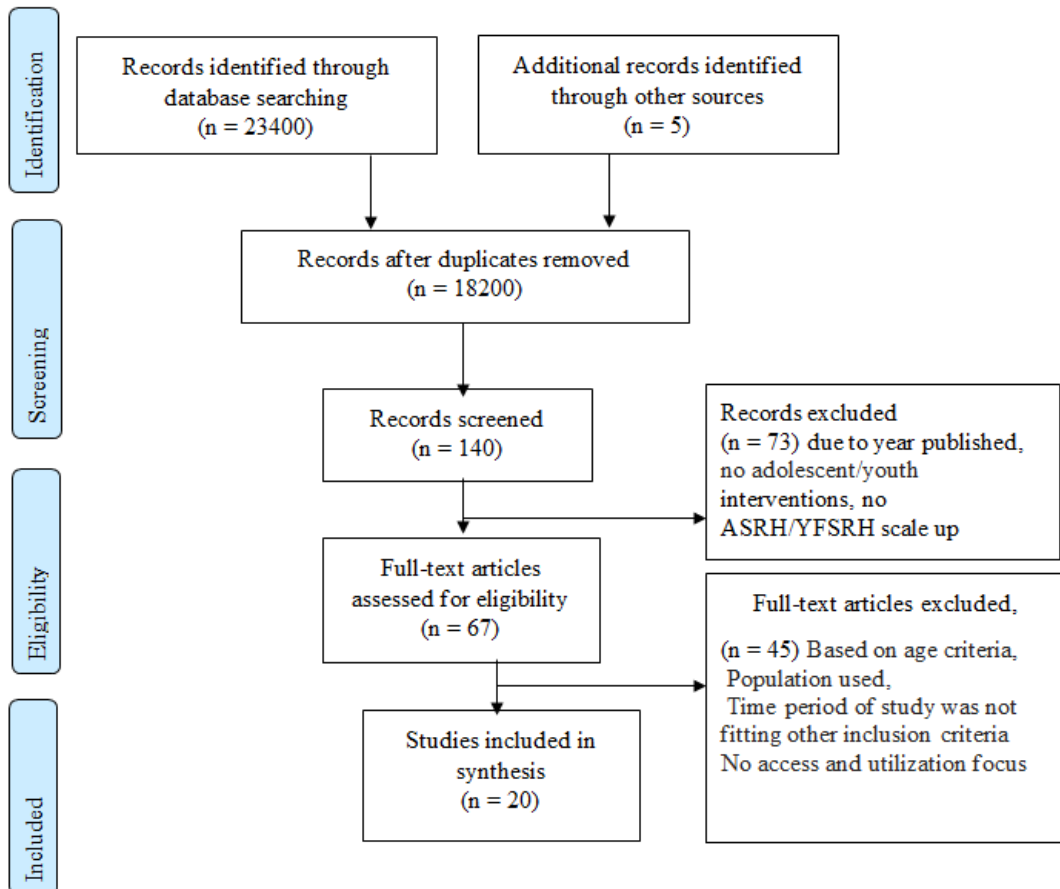 Identification
Records identified through
database searching
(n = 23400)
Additional records identified
through other sources
(n = 5)
Screening
Records after duplicates removed
(n = 18200)
Records screened
(n = 140)
Records excluded
(n = 73) due to year published,
no adolescent/youth
interventions, no
ASRH/YFSRH scale up
Eligibility
Full-text articles
assessed for eligibility
(n = 67)
Full-text articles excluded,
(n = 45) Based on age criteria,
Population used,
Time period of study was not
fitting other inclusion criteria
No access and utilization focus
Included
Studies included in
synthesis
(n = 20)